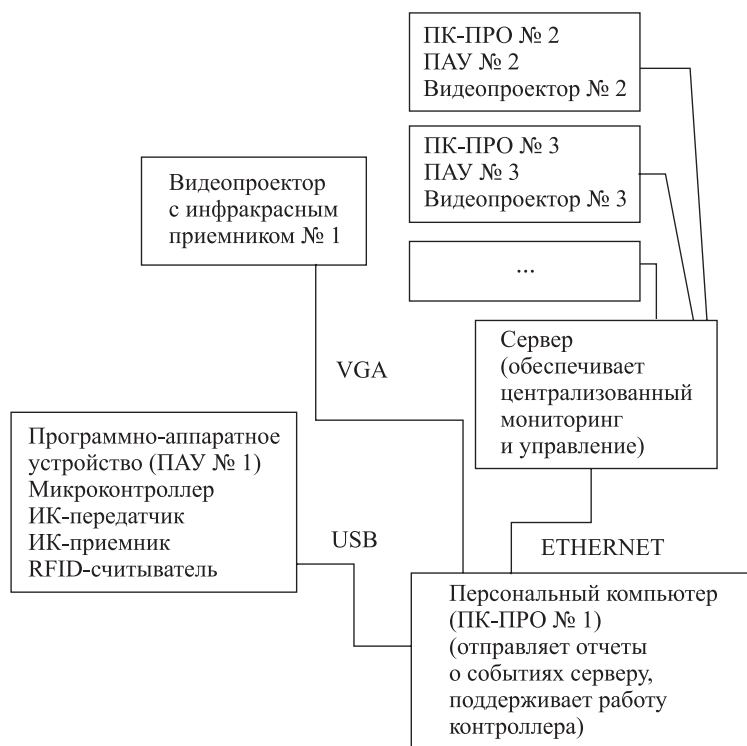 ПК-ПРО № 2
ПАУ № 2
Видеопроектор № 2
ПК-ПРО № 3
ПАУ № 3
Видеопроектор № 3
...
Видеопроектор
с инфракрасным
приемником № 1
Сервер
(обеспечивает
централизованный
мониторинг
и управление)
VGA
Программно-аппаратное
устройство (ПАУ № 1)
Микроконтроллер
ИК-передатчик
ИК-приемник
RFID-считыватель
USB
ETHERNET
Персональный компьютер
(ПК-ПРО № 1)
(отправляет отчеты
о событиях серверу,
поддерживает работу
контроллера)